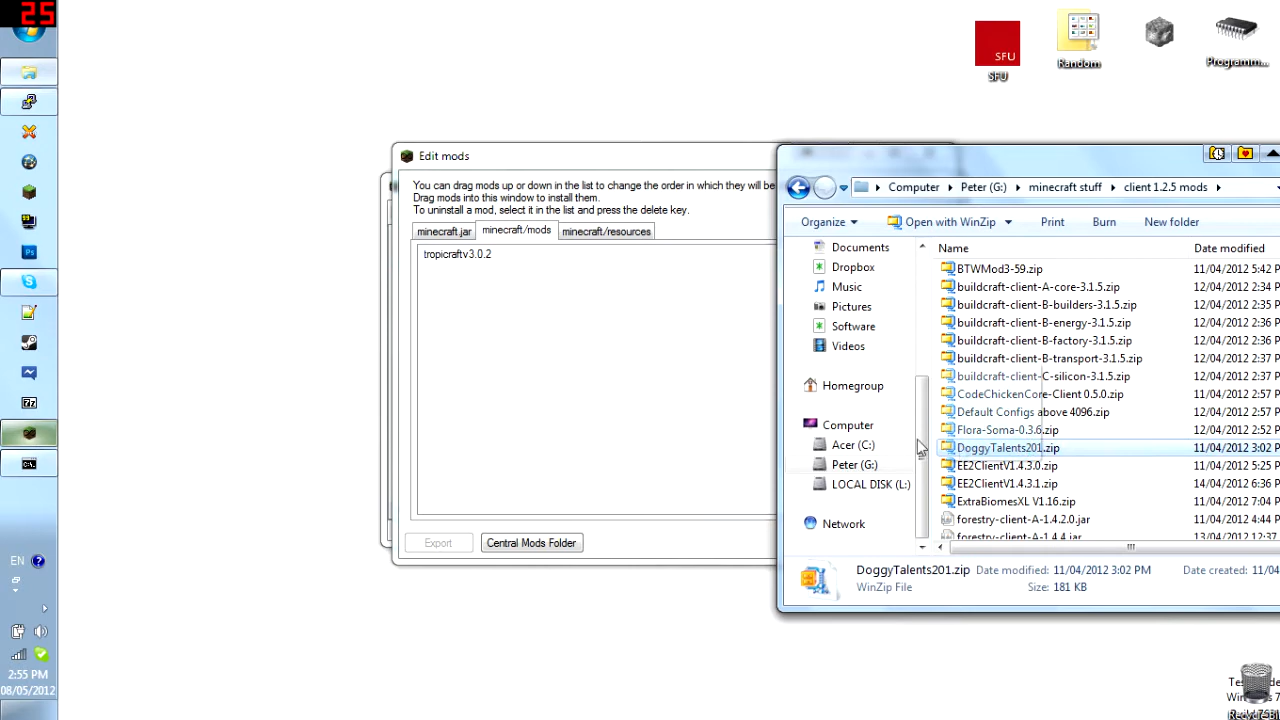 25
SFU
SFU
Random
Programm...
Edit mods
You can drag mods up or down in the list to change the order in which they will be
Drag mods into this window to install them.
To uninstall a mod, select it in the list and press the delete key.
minecraft.jar
minecraft/mods
minecraft/resources
tropicraftv3.0.2
Export
Central Mods Folder
Computer
Peter (G:)
minecraft stuff
client 1.2.5 mods
Organize
Open with WinZip
Print
Burn
New folder
Documents
Dropbox
Music
Pictures
Software
Videos
Homegroup
Computer
Acer (C:)
Peter (G:)
LOCAL DISK (L:)
Network
Name
Date modified
BTWMod3-59.zip 11/04/2012 5:42 P
buildcraft-client-A-core-3.1.5.zip 12/04/2012 2:34 P
buildcraft-client-B-builders-3.1.5.zip 12/04/2012 2:35 P
buildcraft-client-B-energy-3.1.5.zip 12/04/2012 2:36 P
buildcraft-client-B-factory-3.1.5.zip 12/04/2012 2:36 P
buildcraft-client-B-transport-3.1.5.zip 12/04/2012 2:37 P
buildcraft-client-C-silicon-3.1.5.zip 12/04/2012 2:37 P
CodeChickenCore-Client 0.5.0.zip 11/04/2012 2:57 P
Default Configs above 4096.zip 11/04/2012 2:57 P
Flora-Soma-0.3.6.zip 12/04/2012 2:52 P
DoggyTalents201.zip 11/04/2012 3:02 P
EE2ClientV1.4.3.0.zip 11/04/2012 5:25 P
EE2ClientV1.4.3.1.zip 14/04/2012 6:36 P
ExtraBiomesXL V1.16.zip 11/04/2012 7:04 P
forestry-client-A-1.4.2.0.jar 11/04/2012 4:44 P
forestry-client-A-1.4.4.jar 13/04/2012 12:37
DoggyTalents201.zip Date modified: 11/04/2012 3:02 PM Date created: 11/04
WinZip File Size: 181 KB
EN
2:55 PM
08/05/2012